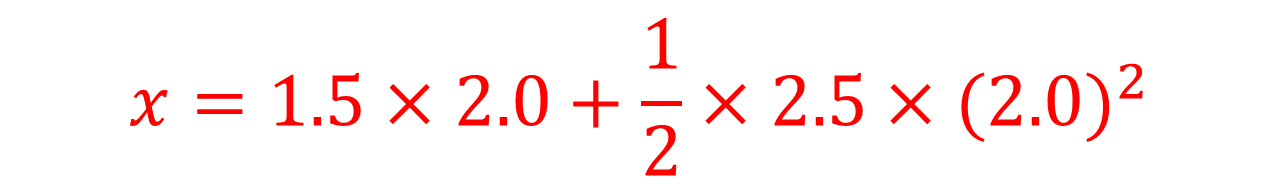 x = 1.5 × 2.0 + 1/2 × 2.5 × (2.0)²